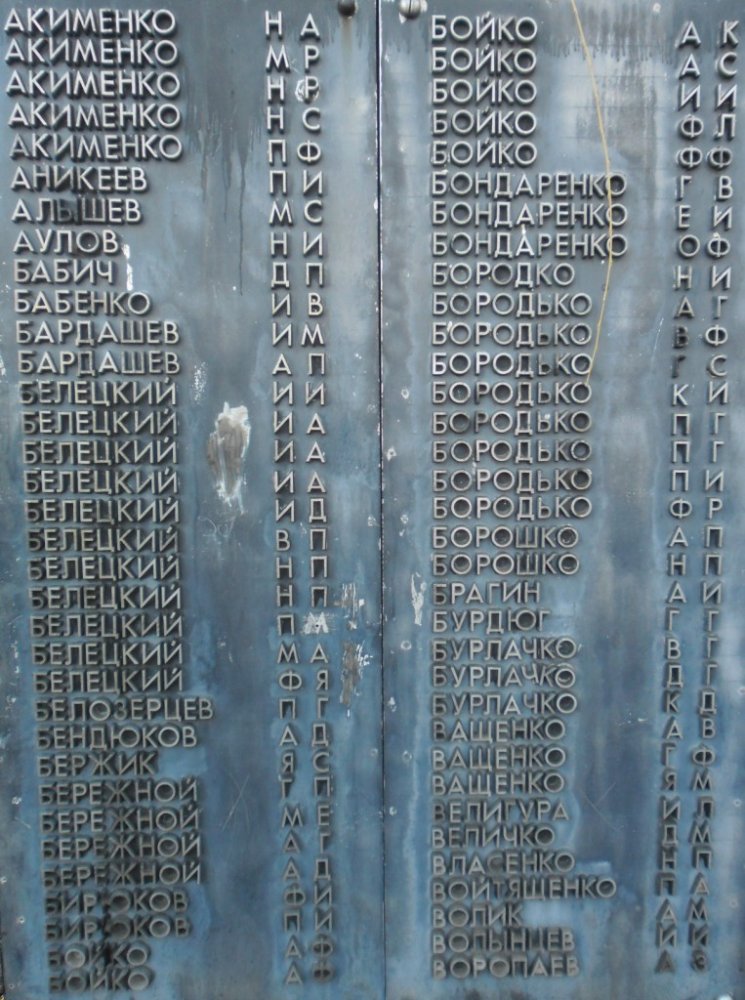 АКИМЕНКО Н А
АКИМЕНКО М Р
АКИМЕНКО Н Р
АКИМЕНКО Н С
АКИМЕНКО П Ф
АНИКЕЕВ П И
АЛЫШЕВ М С
АУЛОВ Н И
БАБИЧ Д П
БАБЕНКО И В
БАРДАШЕВ И М
БАРДАШЕВ А П
БЕЛЕЦКИЙ И И
БЕЛЕЦКИЙ И А
БЕЛЕЦКИЙ И А
БЕЛЕЦКИЙ И А
БЕЛЕЦКИЙ И Д
БЕЛЕЦКИЙ В П
БЕЛЕЦКИЙ Н П
БЕЛЕЦКИЙ Н П
БЕЛЕЦКИЙ П М
БЕЛЕЦКИЙ М А
БЕЛЕЦКИЙ Ф Я
БЕЛОЗЕРЦЕВ П Г
БЕНДЮКОВ А Д
БЕРЖИК Я С
БЕРЕЖНОЙ Г П
БЕРЕЖНОЙ М Е
БЕРЕЖНОЙ Л Г
БЕРЕЖНОЙ А Д
БИРЮКОВ Ф И
БИРЮКОВ П И
БОЙКО А Ф
БОЙКО А Ф
БОЙКО А К
БОЙКО А С
БОЙКО И И
БОЙКО Ф Л
БОЙКО Ф Ф
БОНДАРЕНКО Г В
БОНДАРЕНКО Е И
БОНДАРЕНКО О Ф
БОРОДКО Н И
БОРОДЬКО А Г
БОРОДЬКО В Ф
БОРОДЬКО Г С
БОРОДЬКО К И
БОРОДЬКО П Г
БОРОДЬКО П Г
БОРОДЬКО П И
БОРОДЬКО Ф Р
БОРОШКО А П
БОРОШКО Н П
БРАГИН А И
БУРДЮГ Г Г
БУРЛАЧКО В Г
БУРЛАЧКО Д Г
БУРЛАЧКО К Д
ВАЩЕНКО А В
ВАЩЕНКО Г Ф
ВАЩЕНКО Я М
ВЕЛИГУРА И Л
ВЕЛИЧКО Д М
ВЛАСЕНКО Н П
ВОЙТЯЩЕНКО П А
ВОЛИК А М
ВОЛЫНЦЕВ И И
ВОРОПАЕВ А З